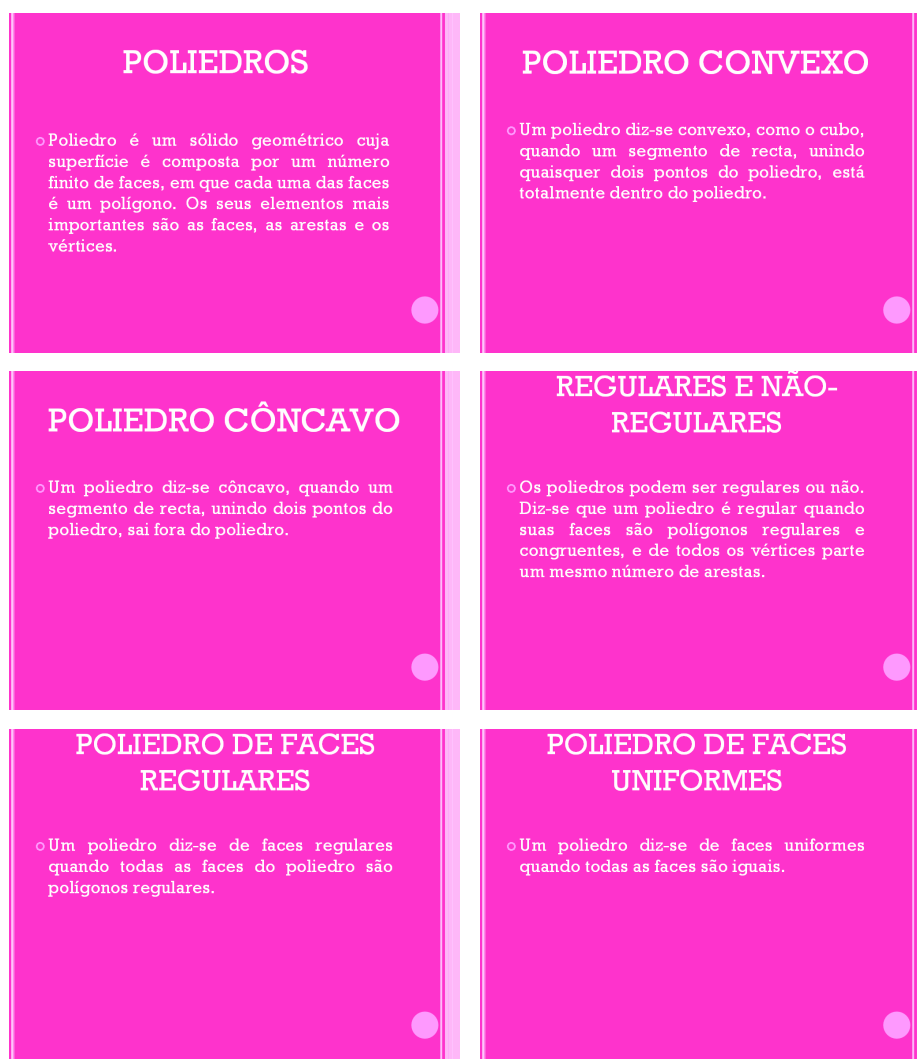 POLIEDROS
Poliedro é um sólido geométrico cuja
superfície é composta por um número
finito de faces, em que cada uma das faces
é um polígono. Os seus elementos mais
importantes são as faces, as arestas e os
vértices.
POLIEDRO CONVEXO
Um poliedro diz-se convexo, como o cubo,
quando um segmento de recta, unindo
quaisquer dois pontos do poliedro, está
totalmente dentro do poliedro.
POLIEDRO CÔNCAVO
Um poliedro diz-se côncavo, quando um
segmento de recta, unindo dois pontos do
poliedro, sai fora do poliedro.
REGULARES E NÃO-
REGULARES
Os poliedros podem ser regulares ou não.
Diz-se que um poliedro é regular quando
suas faces são polígonos regulares e
congruentes, e de todos os vértices parte
um mesmo número de arestas.
POLIEDRO DE FACES
REGULARES
Um poliedro diz-se de faces regulares
quando todas as faces do poliedro são
polígonos regulares.
POLIEDRO DE FACES
UNIFORMES
Um poliedro diz-se de faces uniformes
quando todas as faces são iguais.